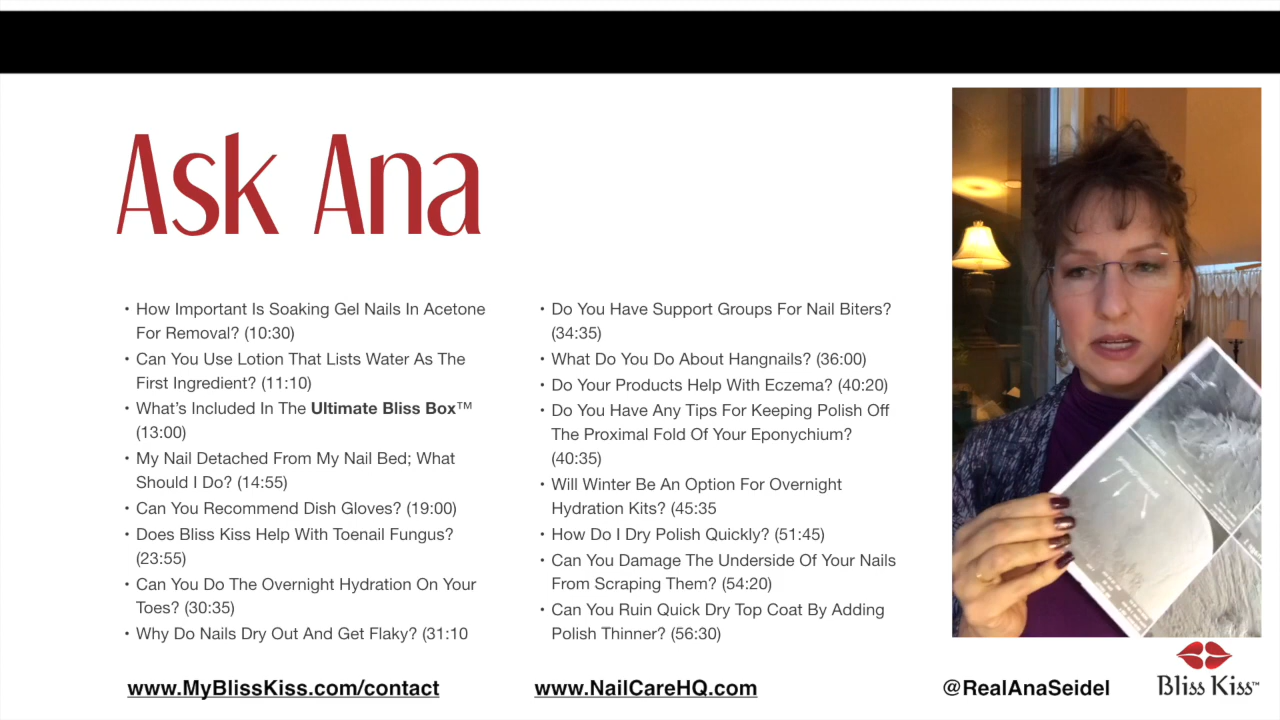 Ask Ana
• How Important Is Soaking Gel Nails In Acetone
For Removal? (10:30)
• Can You Use Lotion That Lists Water As The
First Ingredient? (11:10)
• What’s Included In The Ultimate Bliss Box™
(13:00)
• My Nail Detached From My Nail Bed; What
Should I Do? (14:55)
• Can You Recommend Dish Gloves? (19:00)
• Does Bliss Kiss Help With Toenail Fungus?
(23:55)
• Can You Do The Overnight Hydration On Your
Toes? (30:35)
• Why Do Nails Dry Out And Get Flaky? (31:10
• Do You Have Support Groups For Nail Biters?
(34:35)
• What Do You Do About Hangnails? (36:00)
• Do Your Products Help With Eczema? (40:20)
• Do You Have Any Tips For Keeping Polish Off
The Proximal Fold Of Your Eponychium?
(40:35)
• Will Winter Be An Option For Overnight
Hydration Kits? (45:35
• How Do I Dry Polish Quickly? (51:45)
• Can You Damage The Underside Of Your Nails
From Scraping Them? (54:20)
• Can You Ruin Quick Dry Top Coat By Adding
Polish Thinner? (56:30)
www.MyBlissKiss.com/contact
www.NailCareHQ.com
@RealAnaSeidel
Bliss Kiss™